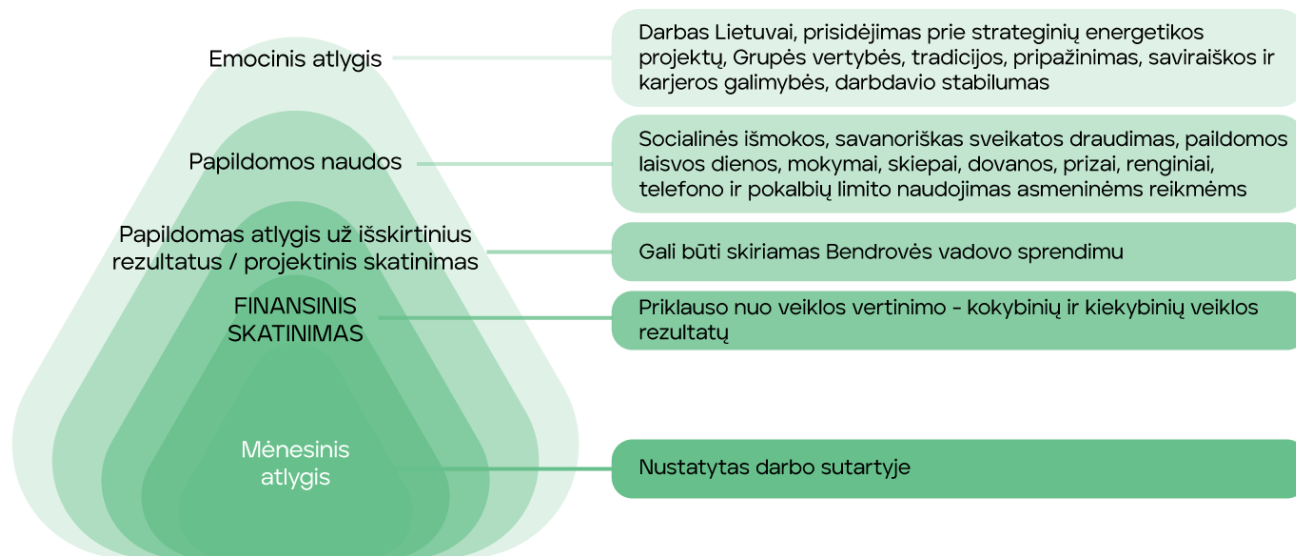 Emocinis atlygis
Darbas Lietuvai, prisidėjimas prie strateginių energetikos
projektų, Grupės vertybės, tradicijos, pripažinimas, saviraiškos ir
karjeros galimybės, darbdavio stabilumas
Papildomos naudos
Socialinės išmokos, savanoriškas sveikatos draudimas, paildomos
laisvos dienos, mokymai, skiepai, dovanos, prizai, renginiai,
telefono ir pokalbių limito naudojimas asmeninėms reikmėms
Papildomas atlygis už išskirtinius
rezultatus / projektinis skatinimas
Gali būti skiriamas Bendrovės vadovo sprendimu
FINANSINIS
SKATINIMAS
Priklauso nuo veiklos vertinimo - kokybinių ir kiekybinių veiklos
rezultatų
Mėnesinis
atlygis
Nustatytas darbo sutartyje